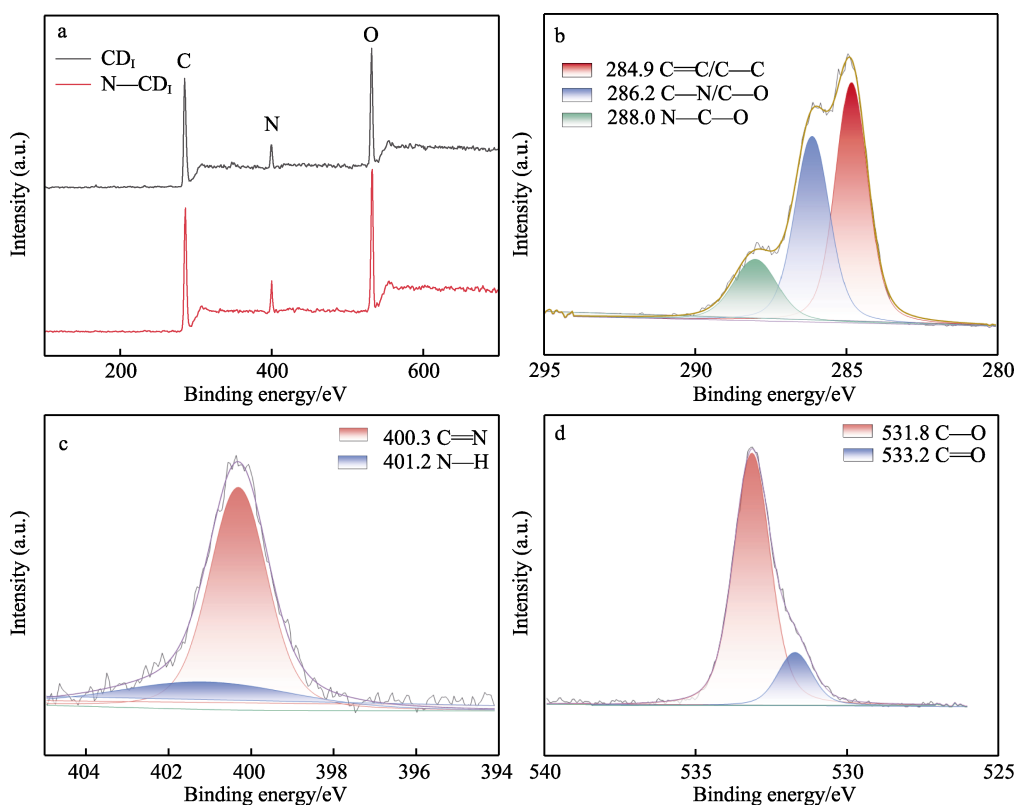 a
CD_I
N—CD_I
C
N
O
Intensity (a.u.)
200 400 600
Binding energy/eV
b
284.9 C=C/C—C
286.2 C—N/C—O
288.0 N—C—O
Intensity (a.u.)
295 290 285 280
Binding energy/eV
c
400.3 C=N
401.2 N—H
Intensity (a.u.)
404 402 400 398 396 394
Binding energy/eV
d
531.8 C—O
533.2 C=O
Intensity (a.u.)
540 535 530 525
Binding energy/eV